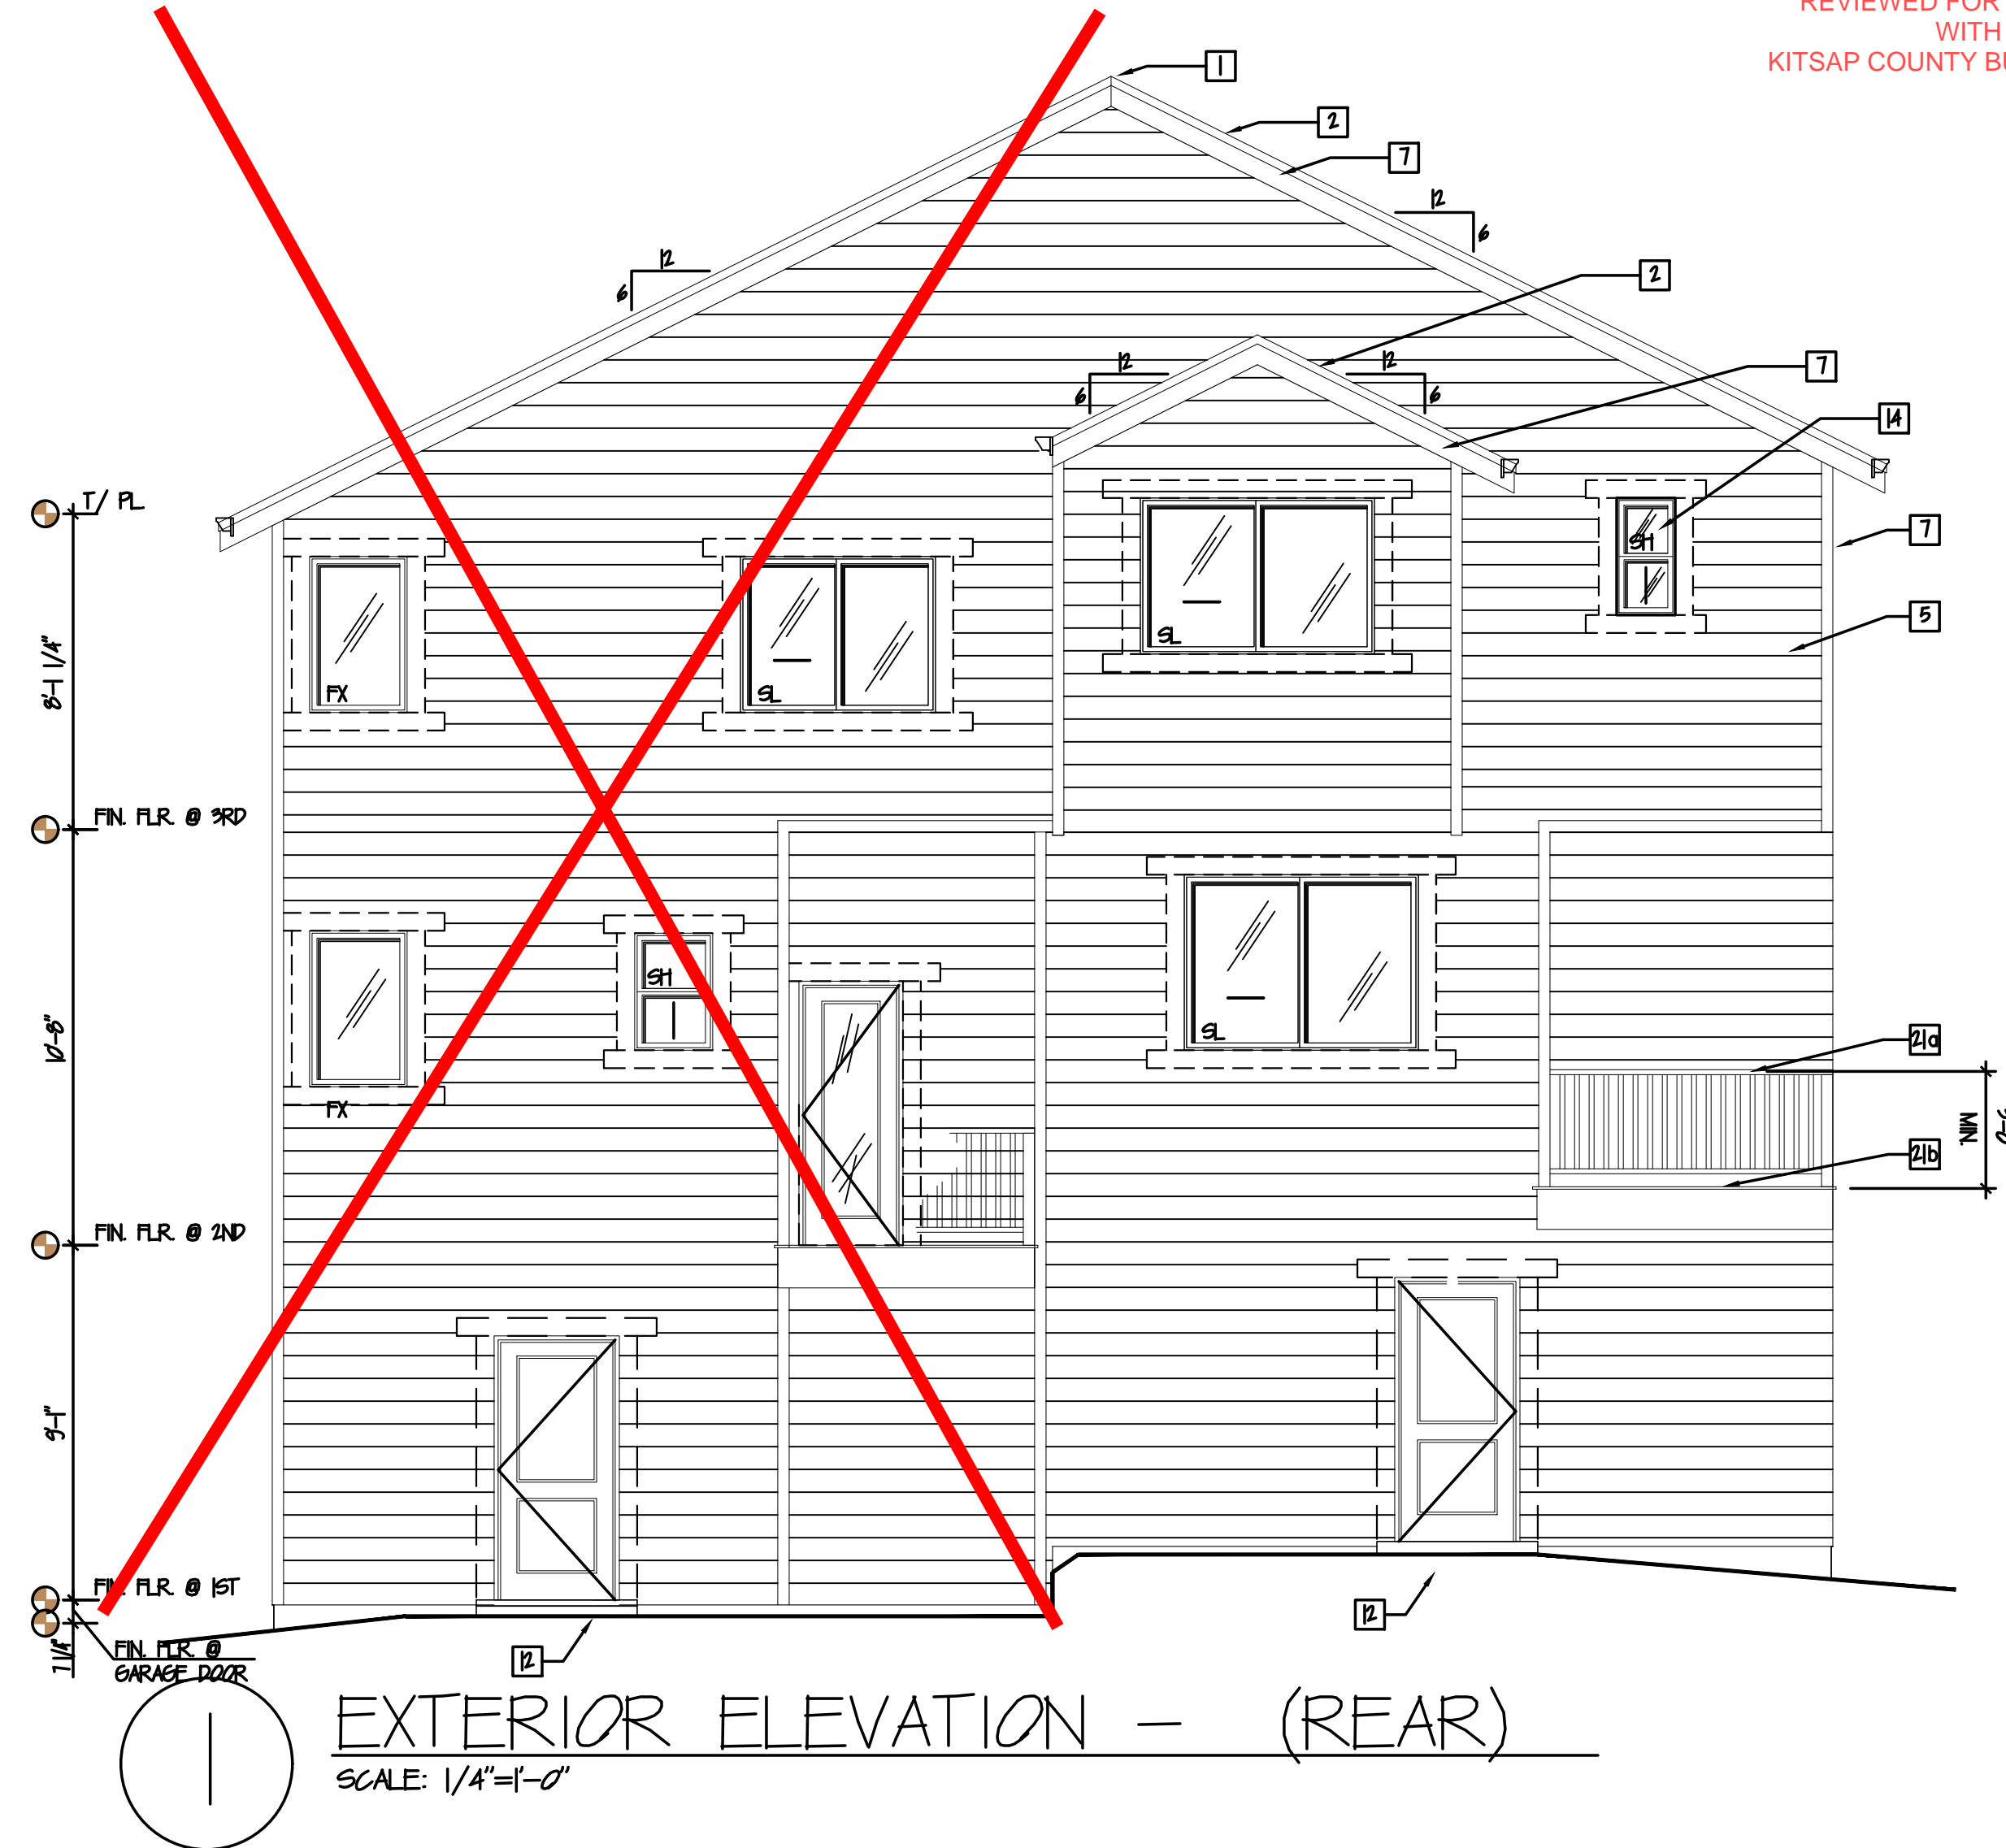 REVIEWED FOR
WITH
KITSAP COUNTY
1
2
7
12
6
12
6
2
12
6
12
6
7
14
T/ PL
SH
7
8'-1 1/4"
FX
SL
SL
5
FIN. FLR. @ 3RD
SH
10'-8"
SL
21a
FX
MIN.
21b
FIN. FLR. @ 2ND
9'-1"
FIN. FLR. @ 1ST
12
7 1/4"
FIN. FLR. @
GARAGE DOOR
12
1
EXTERIOR ELEVATION - (REAR)
SCALE: 1/4"=1'-0"